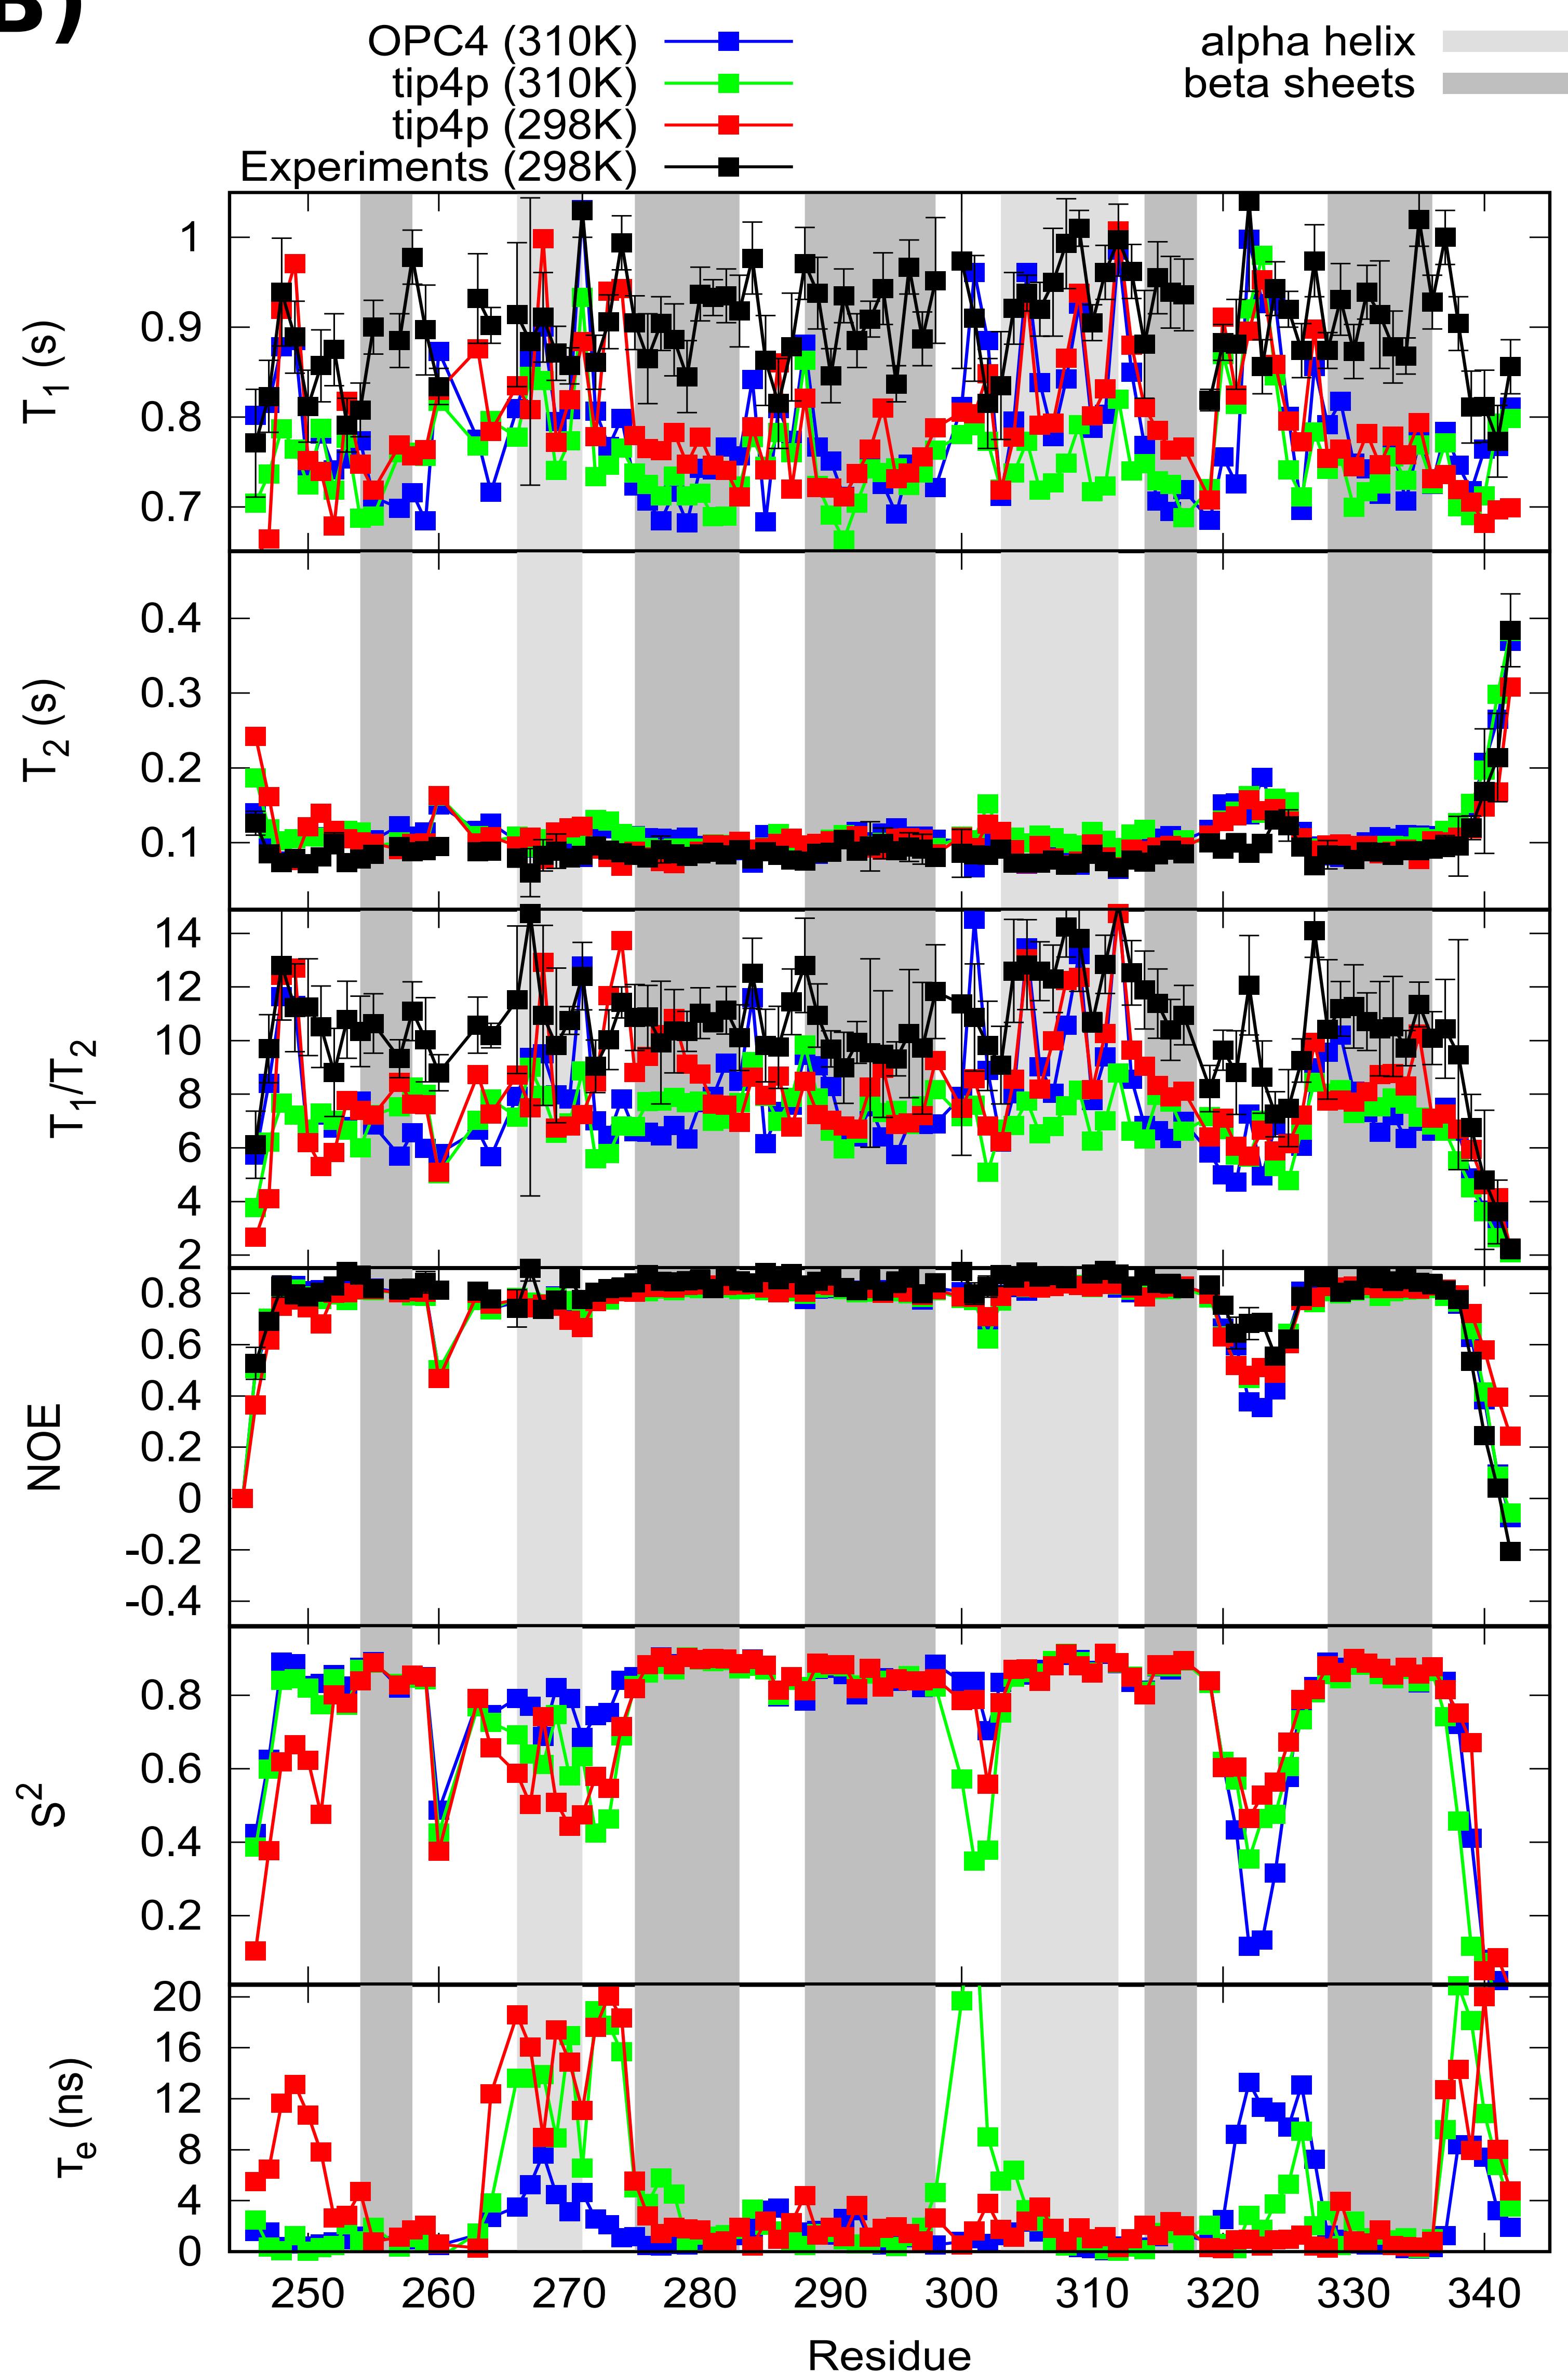 B)
OPC4 (310K)
tip4p (310K)
tip4p (298K)
Experiments (298K)
alpha helix
beta sheets
T1 (s)
1
0.9
0.8
0.7
T2 (s)
0.4
0.3
0.2
0.1
T1/T2
14
12
10
8
6
4
2
NOE
0.8
0.6
0.4
0.2
0
-0.2
-0.4
S2
0.8
0.6
0.4
0.2
τe (ns)
20
16
12
8
4
0
250 260 270 280 290 300 310 320 330 340
Residue